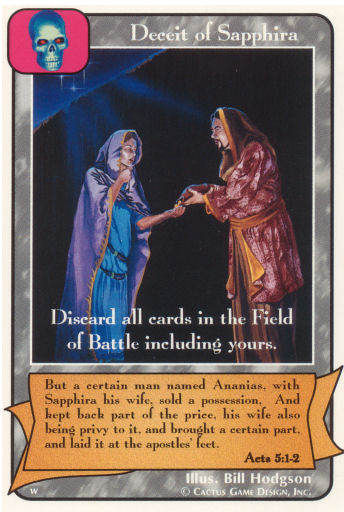 Deceit of Sapphira
Discard all cards in the Field
of Battle including yours.
But a certain man named Ananias, with
Sapphira his wife, sold a possession, And
kept back part of the price, his wife also
being privy to it, and brought a certain part,
and laid it at the apostles' feet.
Acts 5:1-2
Illus. Bill Hodgson
W
© Cactus Game Design, Inc.